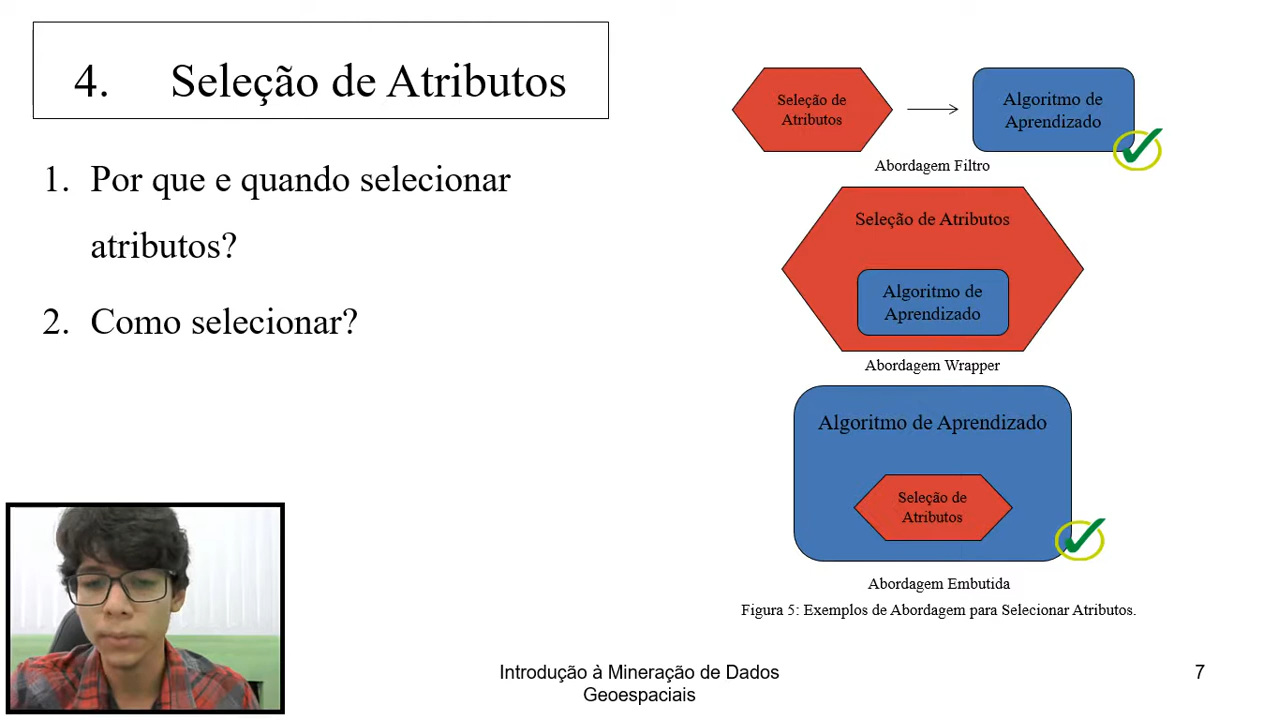 4. Seleção de Atributos
1. Por que e quando selecionar
atributos?
2. Como selecionar?
Seleção de
Atributos
Algoritmo de
Aprendizado
Abordagem Filtro
Seleção de Atributos
Algoritmo de
Aprendizado
Abordagem Wrapper
Algoritmo de Aprendizado
Seleção de
Atributos
Abordagem Embutida
Figura 5: Exemplos de Abordagem para Selecionar Atributos.
Introdução à Mineração de Dados
Geoespaciais
7